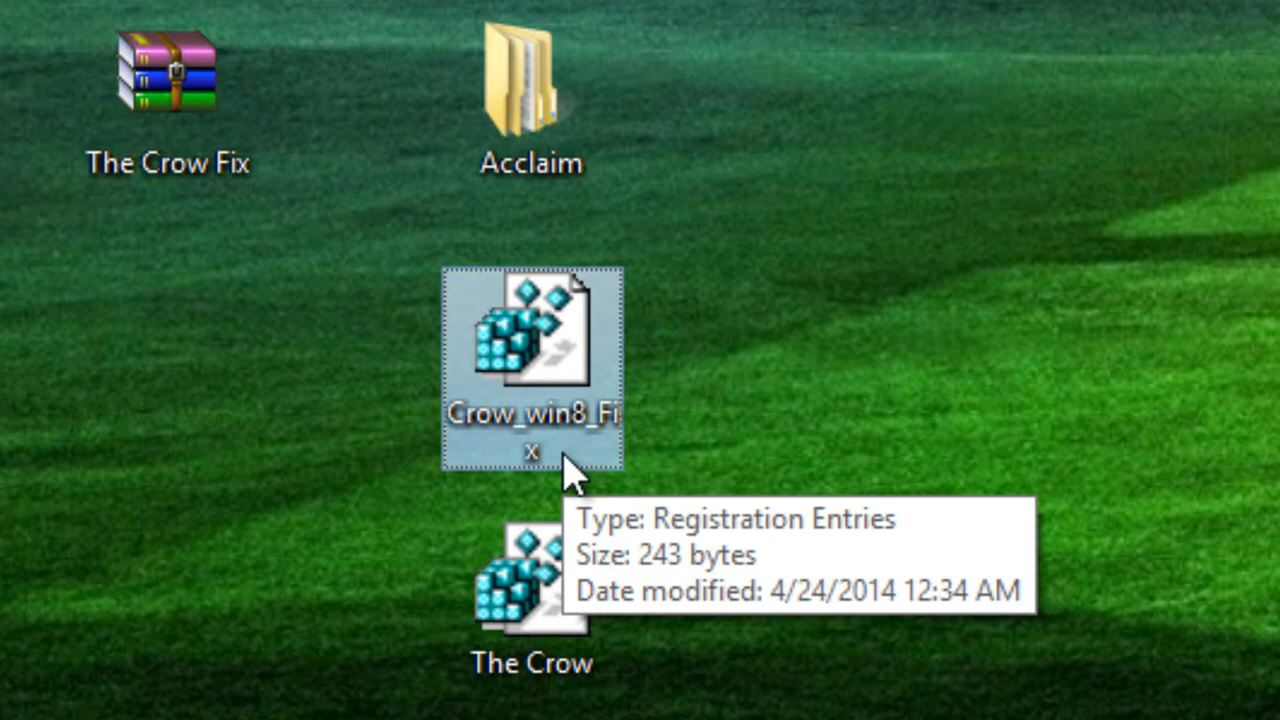 The Crow Fix
Acclaim
Crow_win8_Fi
x
Type: Registration Entries
Size: 243 bytes
Date modified: 4/24/2014 12:34 AM
The Crow